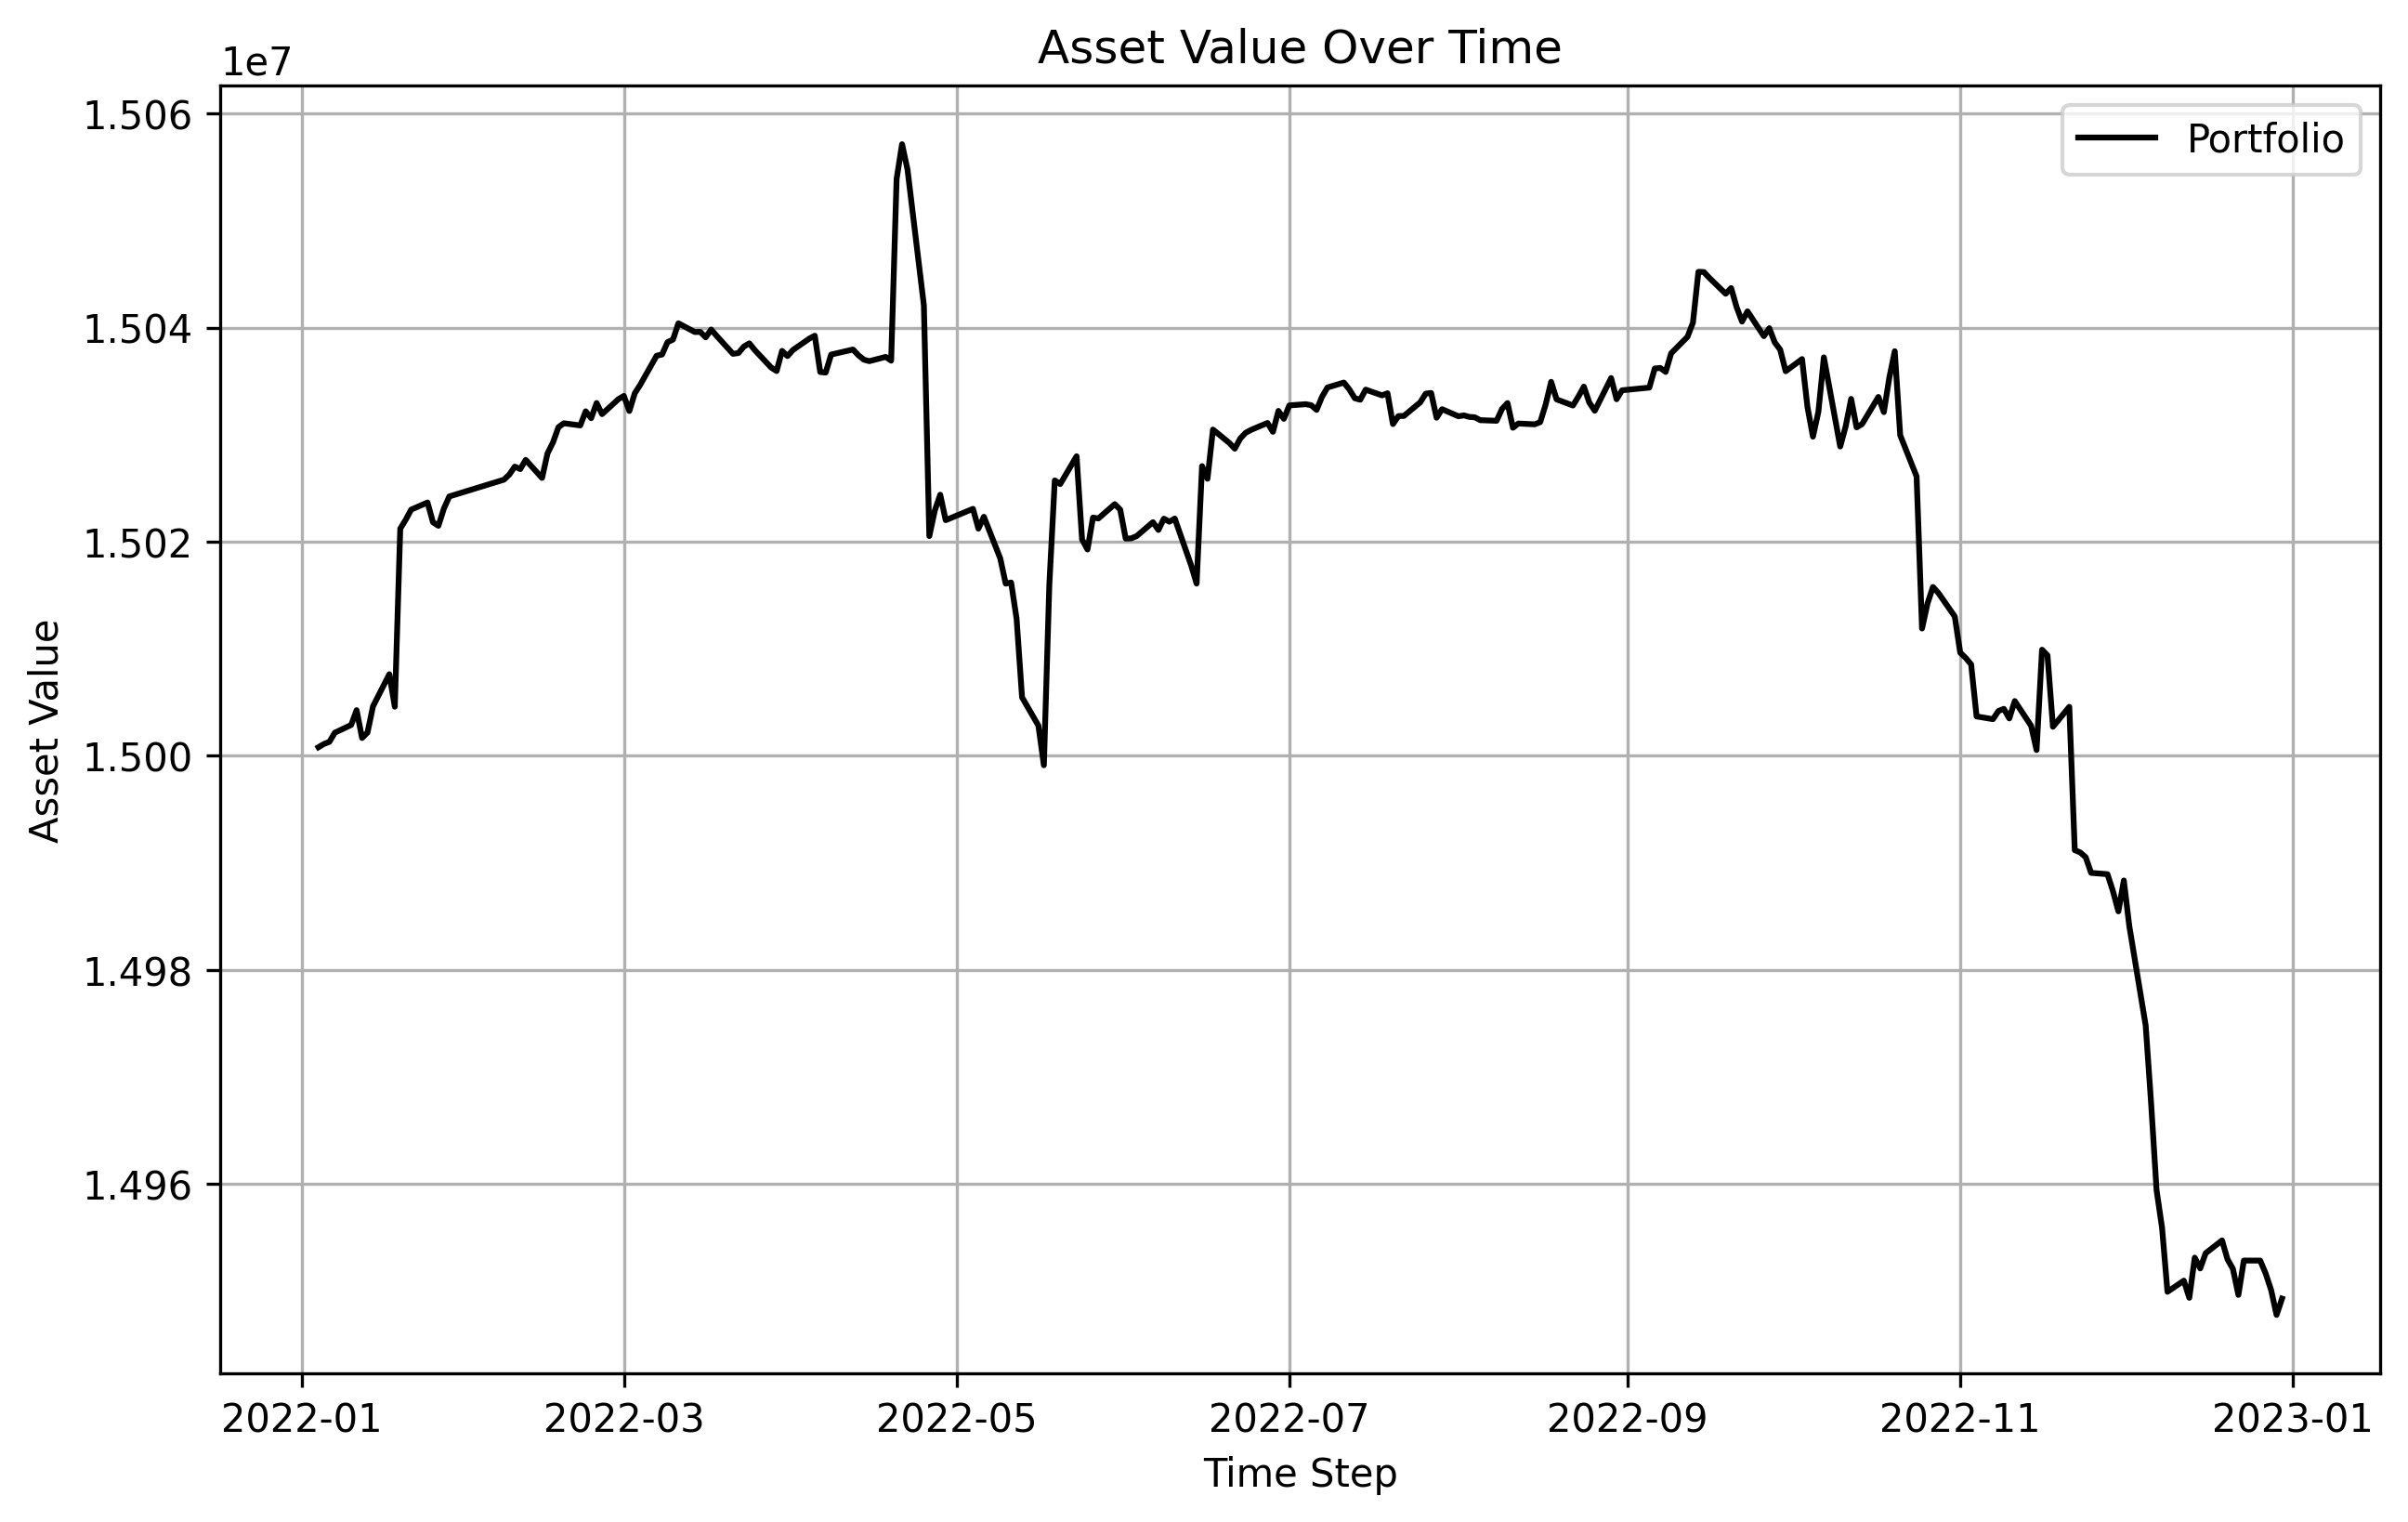 Asset Value Over Time
1e7
1.506
1.504
1.502
1.500
1.498
1.496
Asset Value
Portfolio
2022-01 2022-03 2022-05 2022-07 2022-09 2022-11 2023-01
Time Step